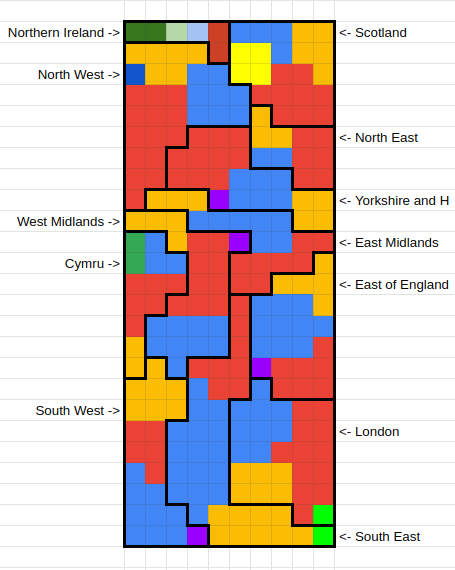 Northern Ireland -> <- Scotland
North West ->
<- North East
<- Yorkshire and H
West Midlands ->
<- East Midlands
Cymru ->
<- East of England
South West ->
<- London
<- South East